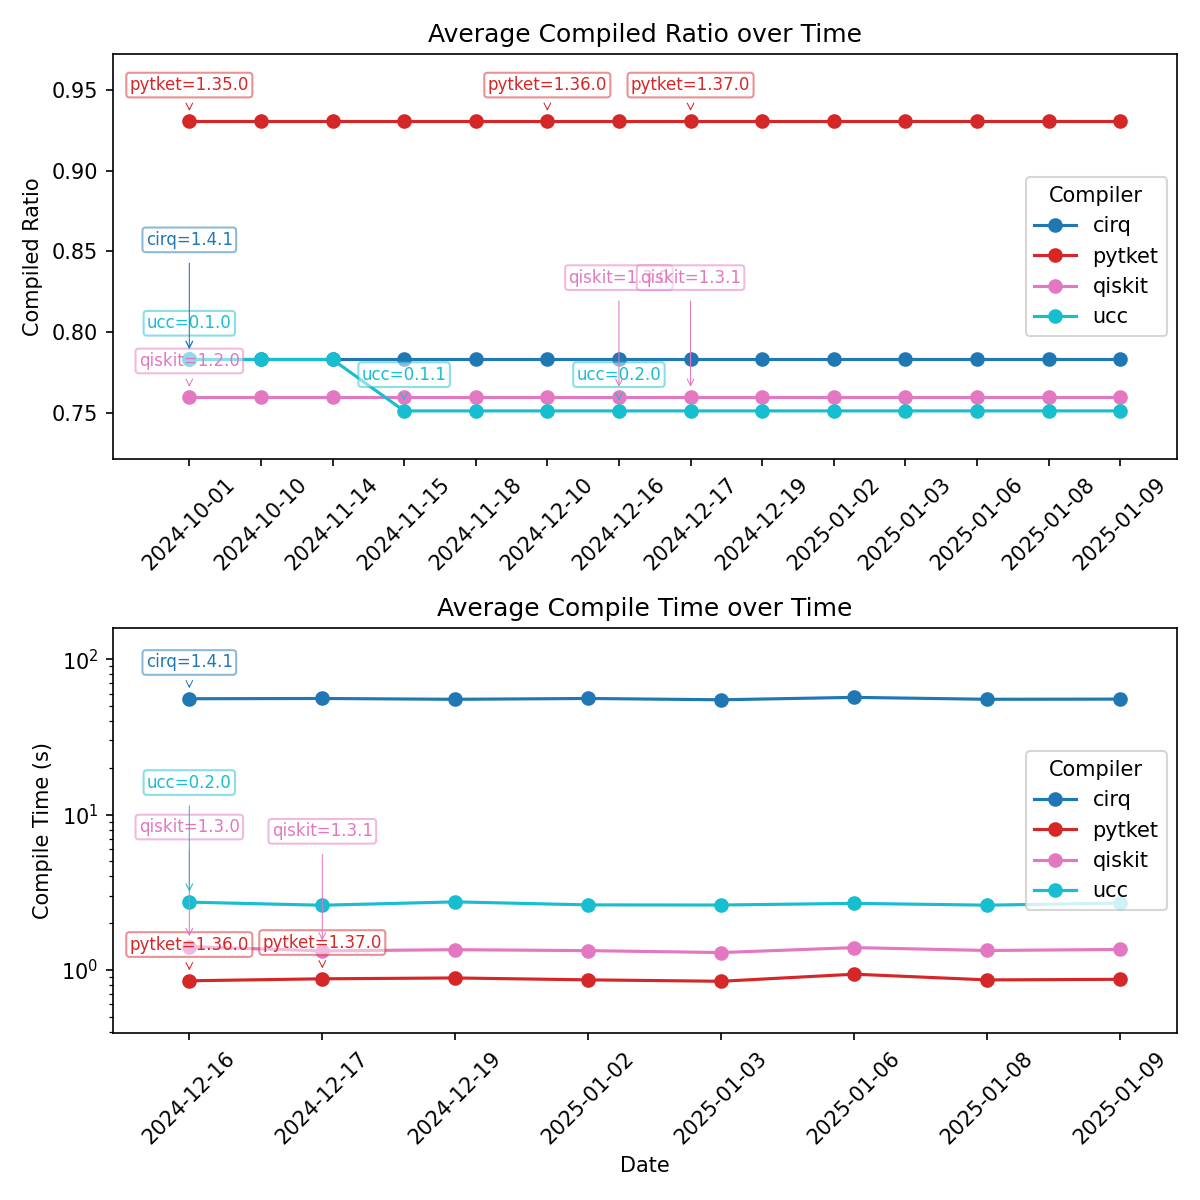 Average Compiled Ratio over Time
pytket=1.35.0
pytket=1.36.0
pytket=1.37.0
0.95
0.90
0.85
0.80
0.75
Compiled Ratio
cirq=1.4.1
ucc=0.1.0
qiskit=1.2.0
ucc=0.1.1
ucc=0.2.0
qiskit=1.3.1
Compiler
cirq
pytket
qiskit
ucc
2024-10-01
2024-10-10
2024-11-14
2024-11-15
2024-11-18
2024-12-10
2024-12-16
2024-12-17
2024-12-19
2025-01-02
2025-01-03
2025-01-06
2025-01-08
2025-01-09
Average Compile Time over Time
10²
10¹
10⁰
Compile Time (s)
cirq=1.4.1
ucc=0.2.0
qiskit=1.3.0
qiskit=1.3.1
pytket=1.36.0
pytket=1.37.0
Compiler
cirq
pytket
qiskit
ucc
2024-12-16
2024-12-17
2024-12-19
2025-01-02
2025-01-03
2025-01-06
2025-01-08
2025-01-09
Date